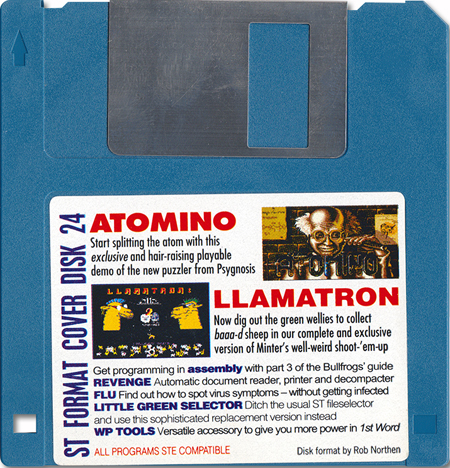 ST FORMAT COVER DISK 24
ATOMINO
Start splitting the atom with this
exclusive and hair-raising playable
demo of the new puzzler from Psygnosis
ATOMINO
LLAMATRON
LLAMATRON
Now dig out the green wellies to collect
baaa-d sheep in our complete and exclusive
version of Minter's well-weird shoot-'em-up
Get programming in assembly with part 3 of the Bullfrogs' guide
REVENGE Automatic document reader, printer and decompacter
FLU Find out how to spot virus symptoms – without getting infected
LITTLE GREEN SELECTOR Ditch the usual ST fileselector
and use this sophisticated replacement version instead
WP TOOLS Versatile accessory to give you more power in 1st Word
ALL PROGRAMS STE COMPATIBLE
Disk format by Rob Northen